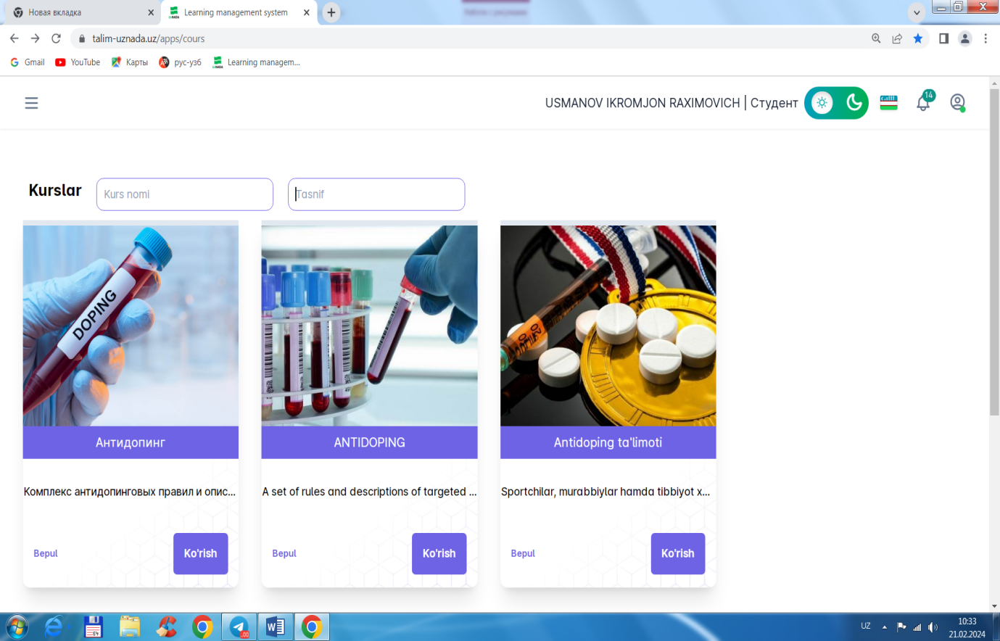 Новая вкладка
Learning management system
talim-uznada.uz/apps/cours
Gmail
YouTube
Карты
рус-узб
Learning managem...
USMANOV IKROMJON RAXIMOVICH | Студент
14
Kurslar
Kurs nomi
Tasnif
DOPING
Антидопинг
ANTIDOPING
Antidoping ta'limoti
Комплекс антидопинговых правил и опис...
A set of rules and descriptions of targeted ...
Sportchilar, murabbiylar hamda tibbiyot x...
Bepul
Ko'rish
Bepul
Ko'rish
Bepul
Ko'rish
UZ
10:33
21.02.2024